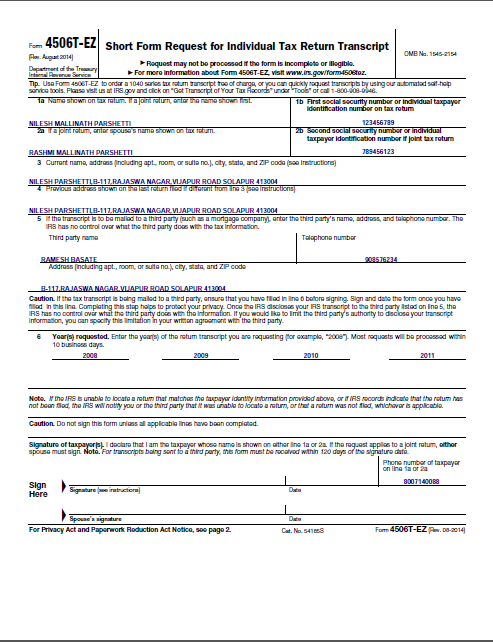 Form 4506T-EZ
(Rev. August 2014)
Department of the Treasury
Internal Revenue Service
Short Form Request for Individual Tax Return Transcript
▶ Request may not be processed if the form is incomplete or illegible.
▶ For more information about Form 4506T-EZ, visit www.irs.gov/form4506tez.
OMB No. 1545-2154
Tip. Use Form 4506T-EZ to order a 1040 series tax return transcript free of charge, or you can quickly request transcripts by using our automated self-help
service tools. Please visit us at IRS.gov and click on "Get Transcript of Your Tax Records" under "Tools" or call 1-800-908-9946.
1a Name shown on tax return. If a joint return, enter the name shown first.
1b First social security number or individual taxpayer
identification number on tax return
NILESH MALLINATH PARSHETTI
123456789
2a If a joint return, enter spouse's name shown on tax return.
2b Second social security number or individual
taxpayer identification number if joint tax return
RASHMI MALLINATH PARSHETTI
789456123
3 Current name, address (including apt., room, or suite no.), city, state, and ZIP code (see instructions)
NILESH PARSHETTI,B-117,RAJASWA NAGAR,VIJAPUR ROAD SOLAPUR 413004
4 Previous address shown on the last return filed if different from line 3 (see instructions)
NILESH PARSHETTI,B-117,RAJASWA NAGAR,VIJAPUR ROAD SOLAPUR 413004
5 If the transcript is to be mailed to a third party (such as a mortgage company), enter the third party's name, address, and telephone number. The
IRS has no control over what the third party does with the tax information.
Third party name
Telephone number
RAMESH BASATE
908576234
Address (including apt., room, or suite no.), city, state, and ZIP code
B-117,RAJASWA NAGAR,VIJAPUR ROAD SOLAPUR 413004
Caution. If the tax transcript is being mailed to a third party, ensure that you have filled in line 6 before signing. Sign and date the form once you have
filled in this line. Completing this step helps to protect your privacy. Once the IRS discloses your IRS transcript to the third party listed on line 5, the
IRS has no control over what the third party does with the information. If you would like to limit the third party's authority to disclose your transcript
information, you can specify this limitation in your written agreement with the third party.
6 Year(s) requested. Enter the year(s) of the return transcript you are requesting (for example, "2008"). Most requests will be processed within
10 business days.
2008 2009 2010 2011
Note. If the IRS is unable to locate a return that matches the taxpayer identity information provided above, or if IRS records indicate that the return has
not been filed, the IRS will notify you or the third party that it was unable to locate a return, or that a return was not filed, whichever is applicable.
Caution. Do not sign this form unless all applicable lines have been completed.
Signature of taxpayer(s). I declare that I am the taxpayer whose name is shown on either line 1a or 2a. If the request applies to a joint return, either
spouse must sign. Note. For transcripts being sent to a third party, this form must be received within 120 days of the signature date.
Phone number of taxpayer
on line 1a or 2a
8007140088
Sign
Here
▶ Signature (see instructions) Date
▶ Spouse's signature Date
For Privacy Act and Paperwork Reduction Act Notice, see page 2. Cat. No. 54185S Form 4506T-EZ (Rev. 08-2014)